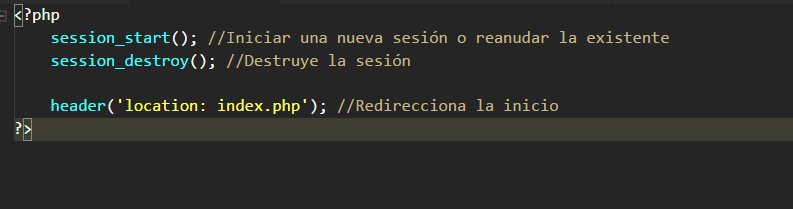 <?php
session_start(); //Iniciar una nueva sesión o reanudar la existente
session_destroy(); //Destruye la sesión
header('location: index.php'); //Redirecciona la inicio
?>